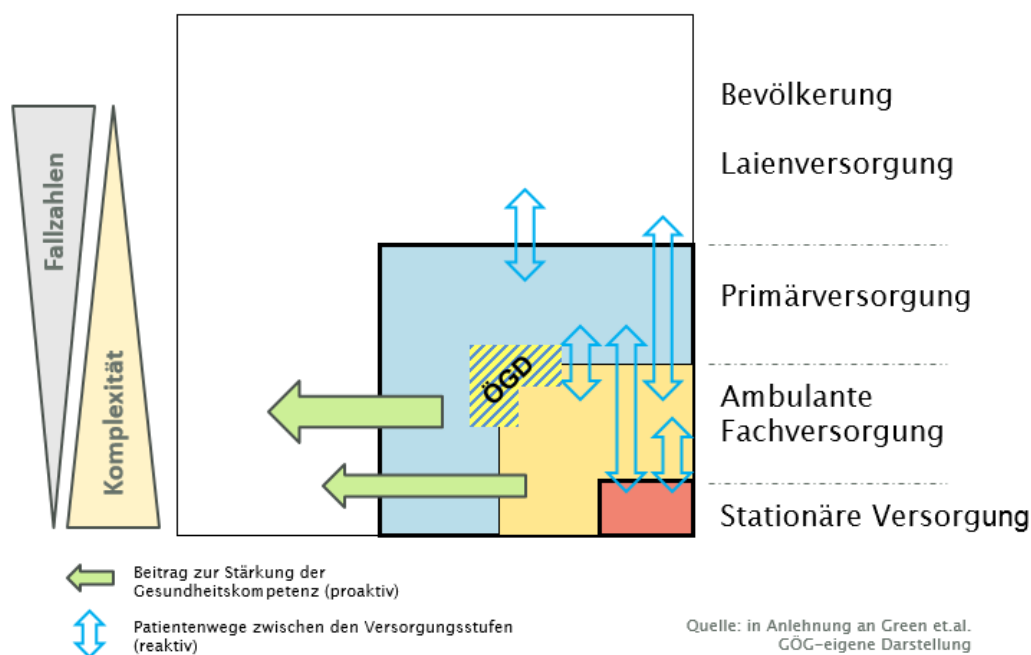 Bevölkerung
Laienversorgung
Fallzahlen
Komplexität
Primärversorgung
ÖGD
Ambulante
Fachversorgung
Stationäre Versorgung
Beitrag zur Stärkung der
Gesundheitskompetenz (proaktiv)
Patientenwege zwischen den Versorgungsstufen
(reaktiv)
Quelle: in Anlehnung an Green et.al.
GÖG-eigene Darstellung